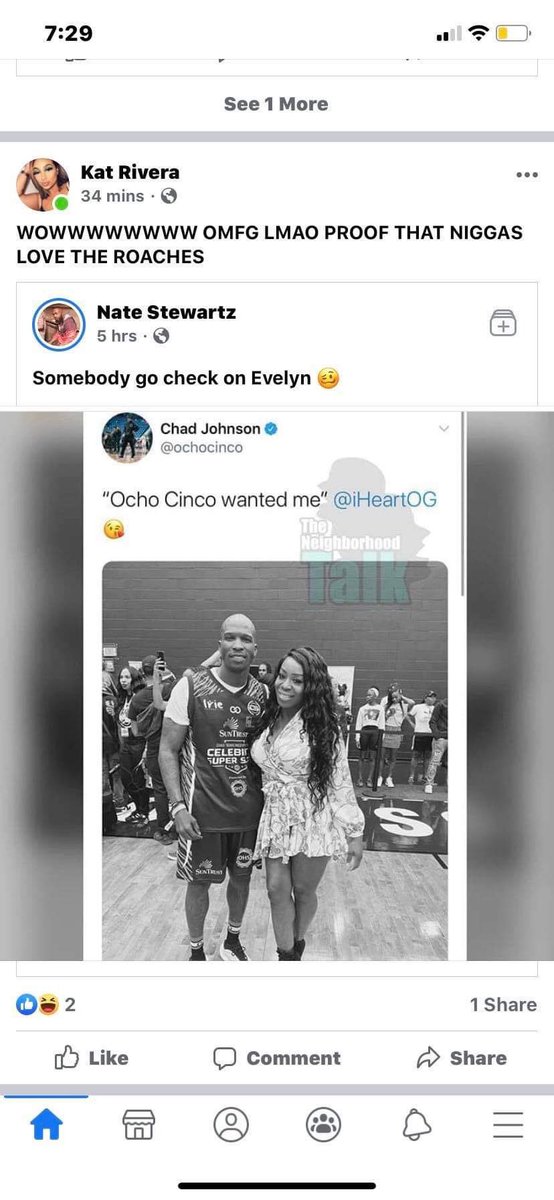 7:29
See 1 More
Kat Rivera
34 mins ·
WOWWWWWWWW OMFG LMAO PROOF THAT NIGGAS
LOVE THE ROACHES
Nate Stewartz
5 hrs ·
Somebody go check on Evelyn 🥴
Chad Johnson
@ochocinco
“Ocho Cinco wanted me” @iHeartOG
😘
The
Neighborhood
Talk
Irie
SUNTRUST
SUPER S
SUNTRUST
S
2
1 Share
Like
Comment
Share